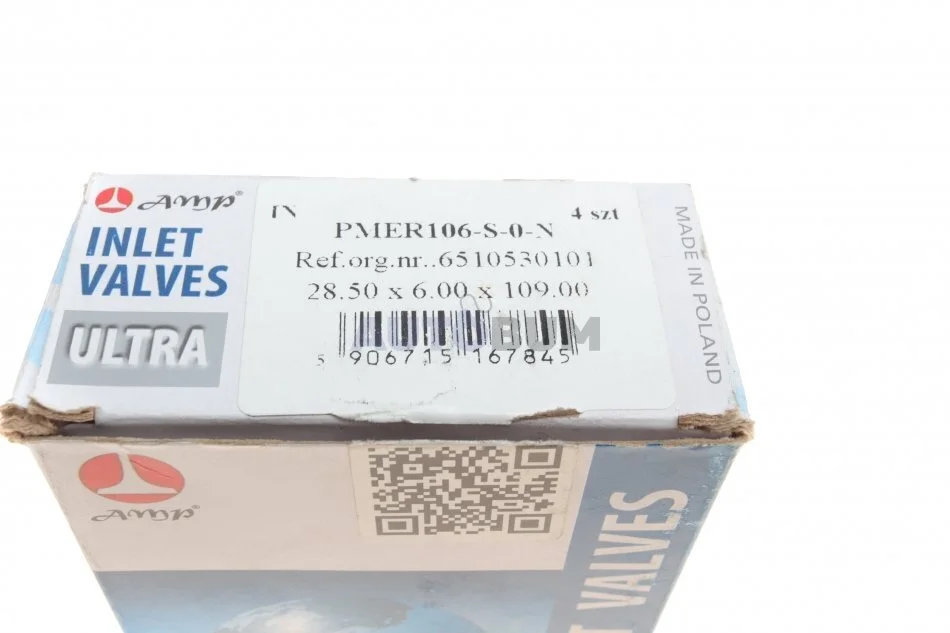 AMP®
INLET
VALVES
ULTRA
IN
4 szt
PMER106-S-0-N
Ref.org.nr..6510530101
28.50 x 6.00 x 109.00
AUTOBUM
5 906715 167845
MADE IN POLAND
AMP®
T VALVES